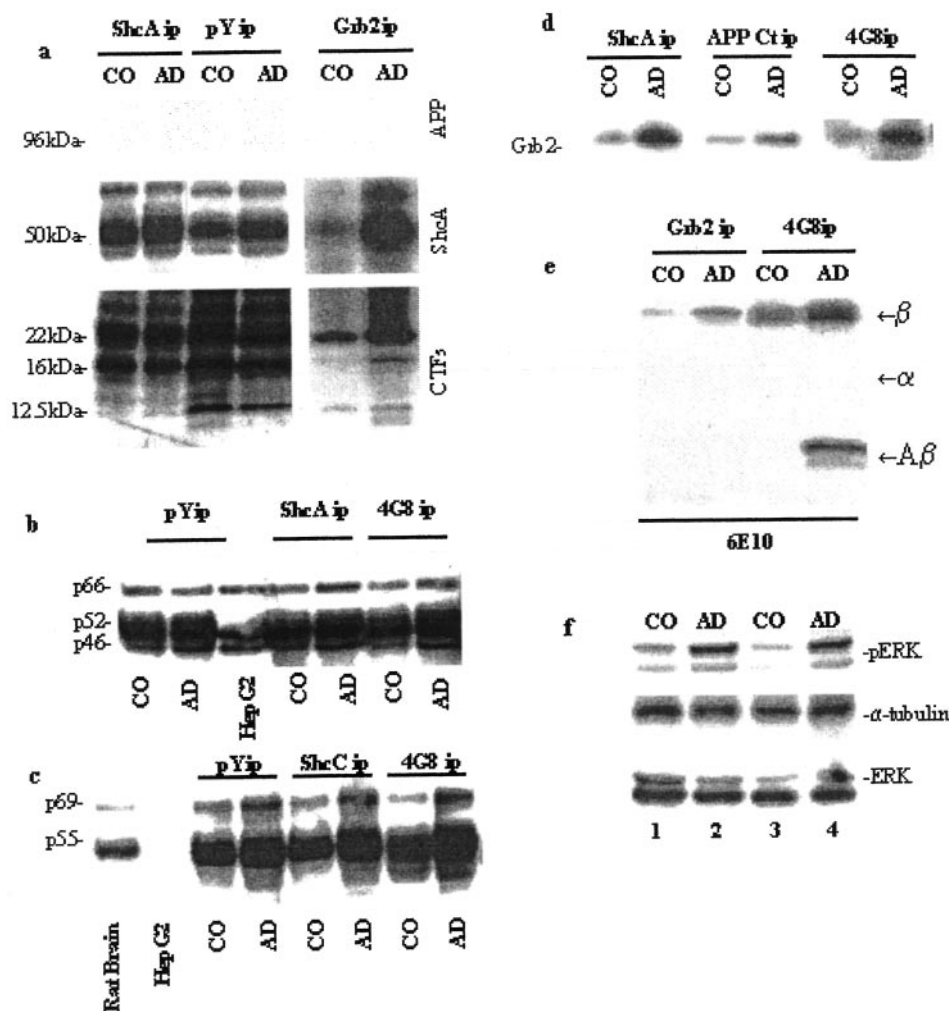 a
ShcA ip pY ip Grb2 ip
CO AD CO AD CO AD
96kDa-
APP
50kDa-
ShcA
22kDa-
16kDa-
12.5kDa-
CTFs
b
pY ip ShcA ip 4G8 ip
p66-
p52-
p46-
CO AD Hep G2 CO AD CO AD
c
pY ip ShcC ip 4G8 ip
p69-
p55-
Rat Brain Hep G2 CO AD CO AD CO AD
d
ShcA ip APP Ct ip 4G8 ip
CO AD CO AD CO AD
Grb2-
e
Grb2 ip 4G8 ip
CO AD CO AD
←β
←α
←Aβ
6E10
f
CO AD CO AD
-pERK
-α-tubulin
-ERK
1 2 3 4